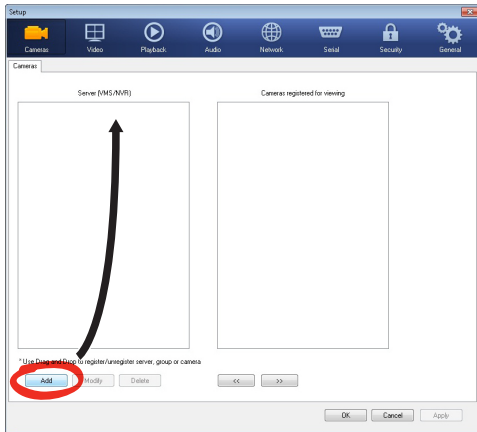 Setup
Cameras Video Playback Audio Network Serial Security General
Cameras
Server (VMS/NVR) Cameras registered for viewing
* Use Drag and Drop to register/unregister server, group or camera
Add Modify Delete << >>
OK Cancel Apply